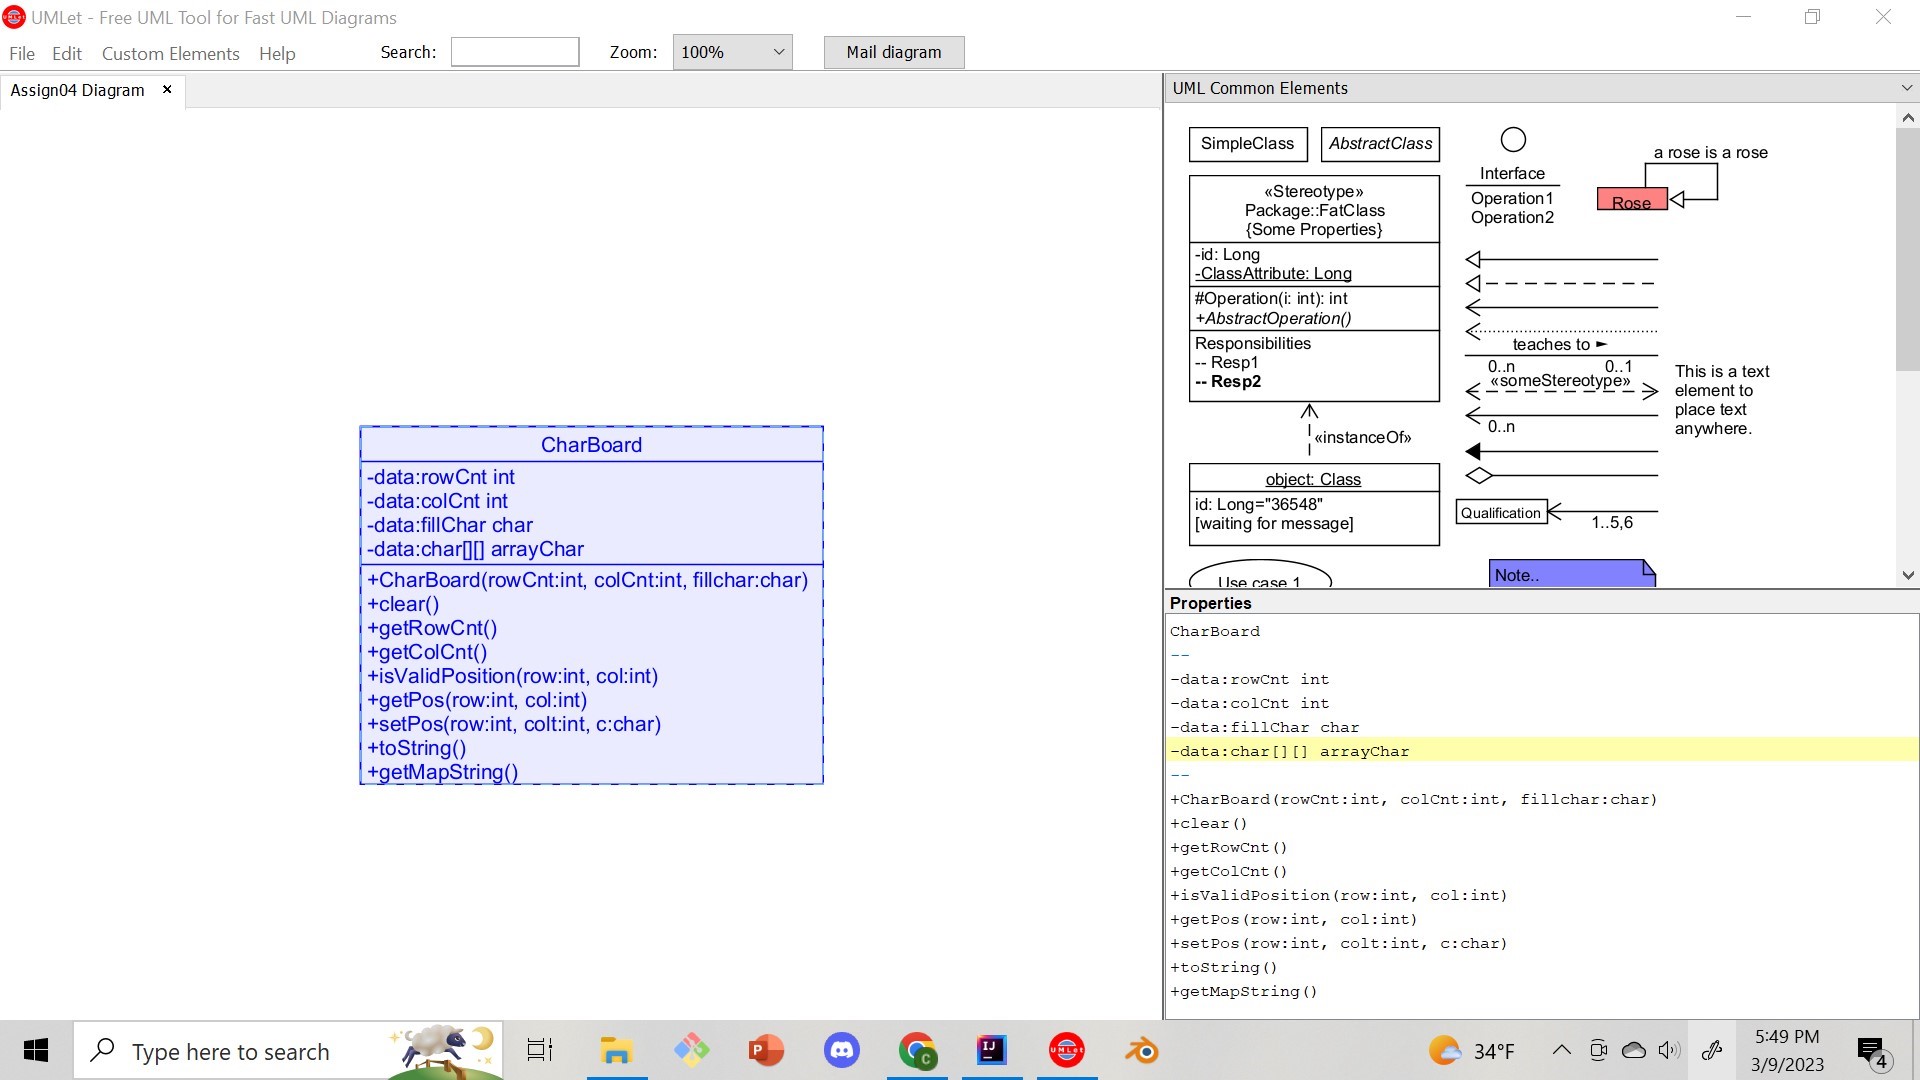 UMLet - Free UML Tool for Fast UML Diagrams
File Edit Custom Elements Help Search: Zoom: 100% Mail diagram
Assign04 Diagram ×
CharBoard
-data:rowCnt int
-data:colCnt int
-data:fillChar char
-data:char[][] arrayChar
+CharBoard(rowCnt:int, colCnt:int, fillchar:char)
+clear()
+getRowCnt()
+getColCnt()
+isValidPosition(row:int, col:int)
+getPos(row:int, col:int)
+setPos(row:int, colt:int, c:char)
+toString()
+getMapString()
UML Common Elements
SimpleClass
AbstractClass
«Stereotype»
Package::FatClass
{Some Properties}
-id: Long
-ClassAttribute: Long
#Operation(i: int): int
+AbstractOperation()
Responsibilities
-- Resp1
-- Resp2
«instanceOf»
object: Class
id: Long="36548"
[waiting for message]
Use case 1
Interface
Operation1
Operation2
a rose is a rose
Rose
teaches to ►
0..n 0..1
«someStereotype»
0..n
This is a text
element to
place text
anywhere.
Qualification
1..5,6
Note..
Properties
CharBoard
--
-data:rowCnt int
-data:colCnt int
-data:fillChar char
-data:char[][] arrayChar
--
+CharBoard(rowCnt:int, colCnt:int, fillchar:char)
+clear()
+getRowCnt()
+getColCnt()
+isValidPosition(row:int, col:int)
+getPos(row:int, col:int)
+setPos(row:int, colt:int, c:char)
+toString()
+getMapString()
Type here to search
P
C
IJ
UMLet
34°F
5:49 PM
3/9/2023
4